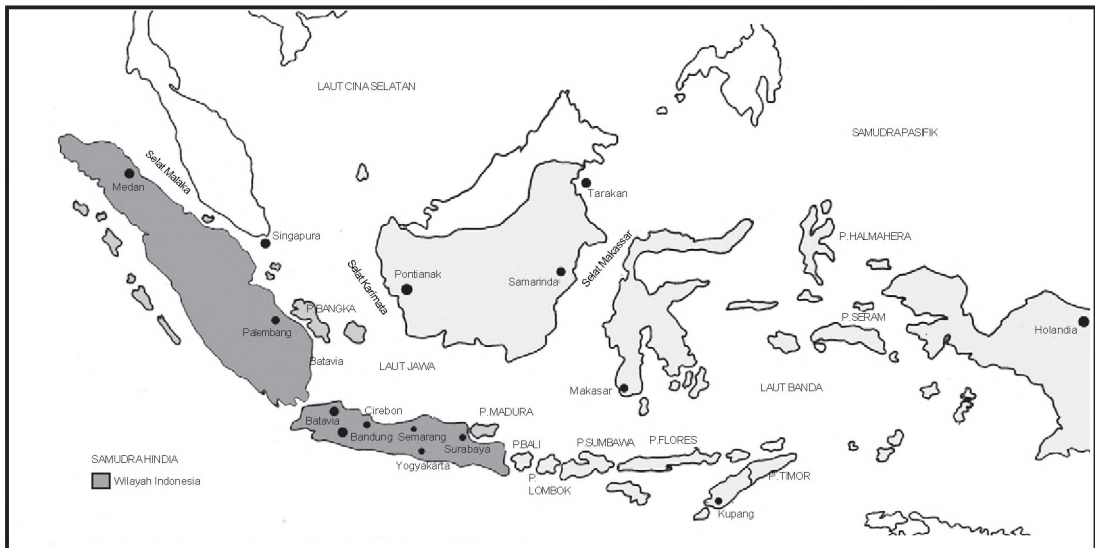 LAUT CINA SELATAN
SAMUDRA PASIFIK
Selat Malaka
Medan
Tarakan
Singapura
P. HALMAHERA
Selat Karimata
Pontianak
Samarinda
Selat Makassar
P. BANGKA
Palembang
P. SERAM
Holandia
Batavia
LAUT JAWA
Makasar
LAUT BANDA
Cirebon
P. MADURA
Batavia
Bandung
Semarang
Surabaya
Yogyakarta
P.BALI
P.
LOMBOK
P.SUMBAWA
P.FLORES
P. TIMOR
Kupang
SAMUDRA HINDIA
Wilayah Indonesia